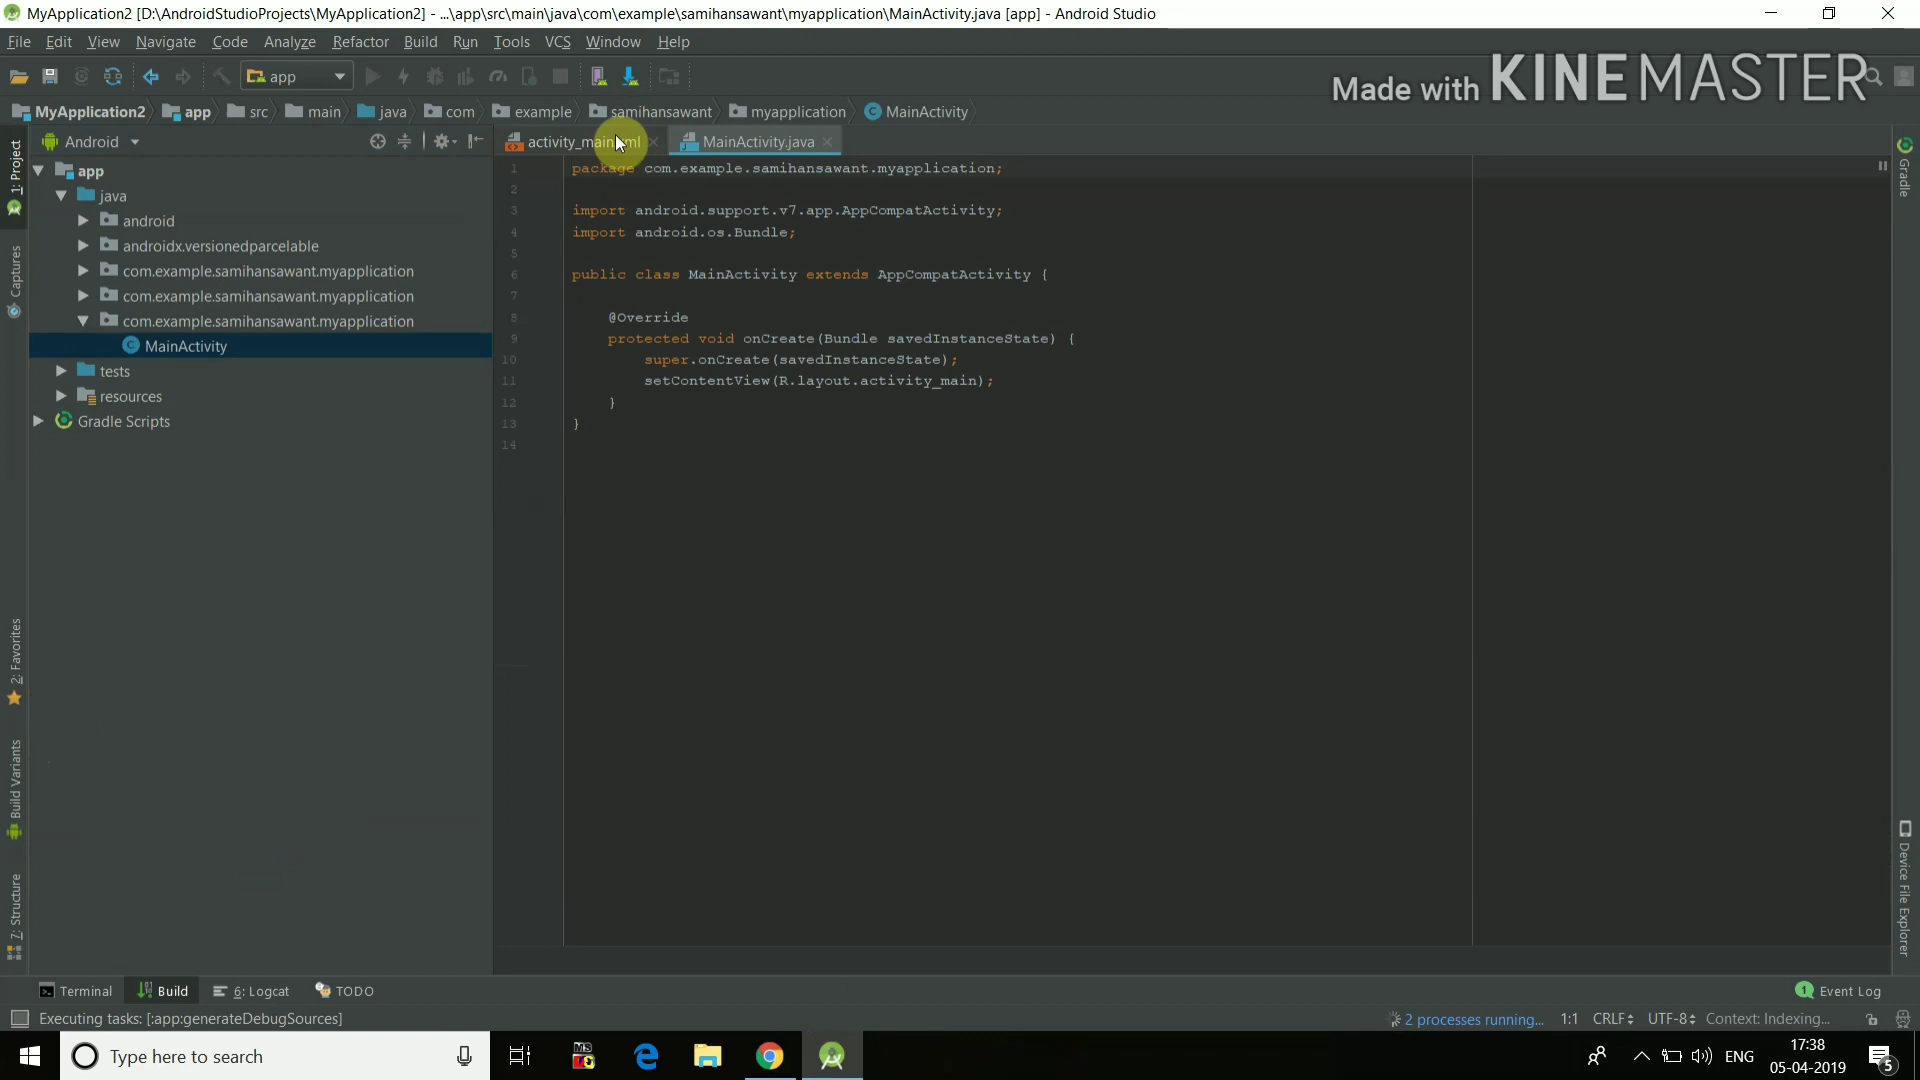 MyApplication2 [D:\AndroidStudioProjects\MyApplication2] - ...\app\src\main\java\com\example\samihansawant\myapplication\MainActivity.java [app] - Android Studio
File Edit View Navigate Code Analyze Refactor Build Run Tools VCS Window Help
app
Made with KINEMASTER
MyApplication2 app src main java com example samihansawant myapplication MainActivity
Android
activity_main MainActivity.java
1: Project
Captures
2: Favorites
Build Variants
7: Structure
app
java
android
androidx.versionedparcelable
com.example.samihansawant.myapplication
com.example.samihansawant.myapplication
com.example.samihansawant.myapplication
MainActivity
tests
resources
Gradle Scripts
1 package com.example.samihansawant.myapplication;
2
3 import android.support.v7.app.AppCompatActivity;
4 import android.os.Bundle;
5
6 public class MainActivity extends AppCompatActivity {
7
8 @Override
9 protected void onCreate(Bundle savedInstanceState) {
10 super.onCreate(savedInstanceState);
11 setContentView(R.layout.activity_main);
12 }
13 }
14
Gradle
Device File Explorer
Terminal Build 6: Logcat TODO
1 Event Log
Executing tasks: [:app:generateDebugSources]
2 processes running... 1:1 CRLF UTF-8 Context: Indexing...
Type here to search
MS
ENG
17:38
05-04-2019
5